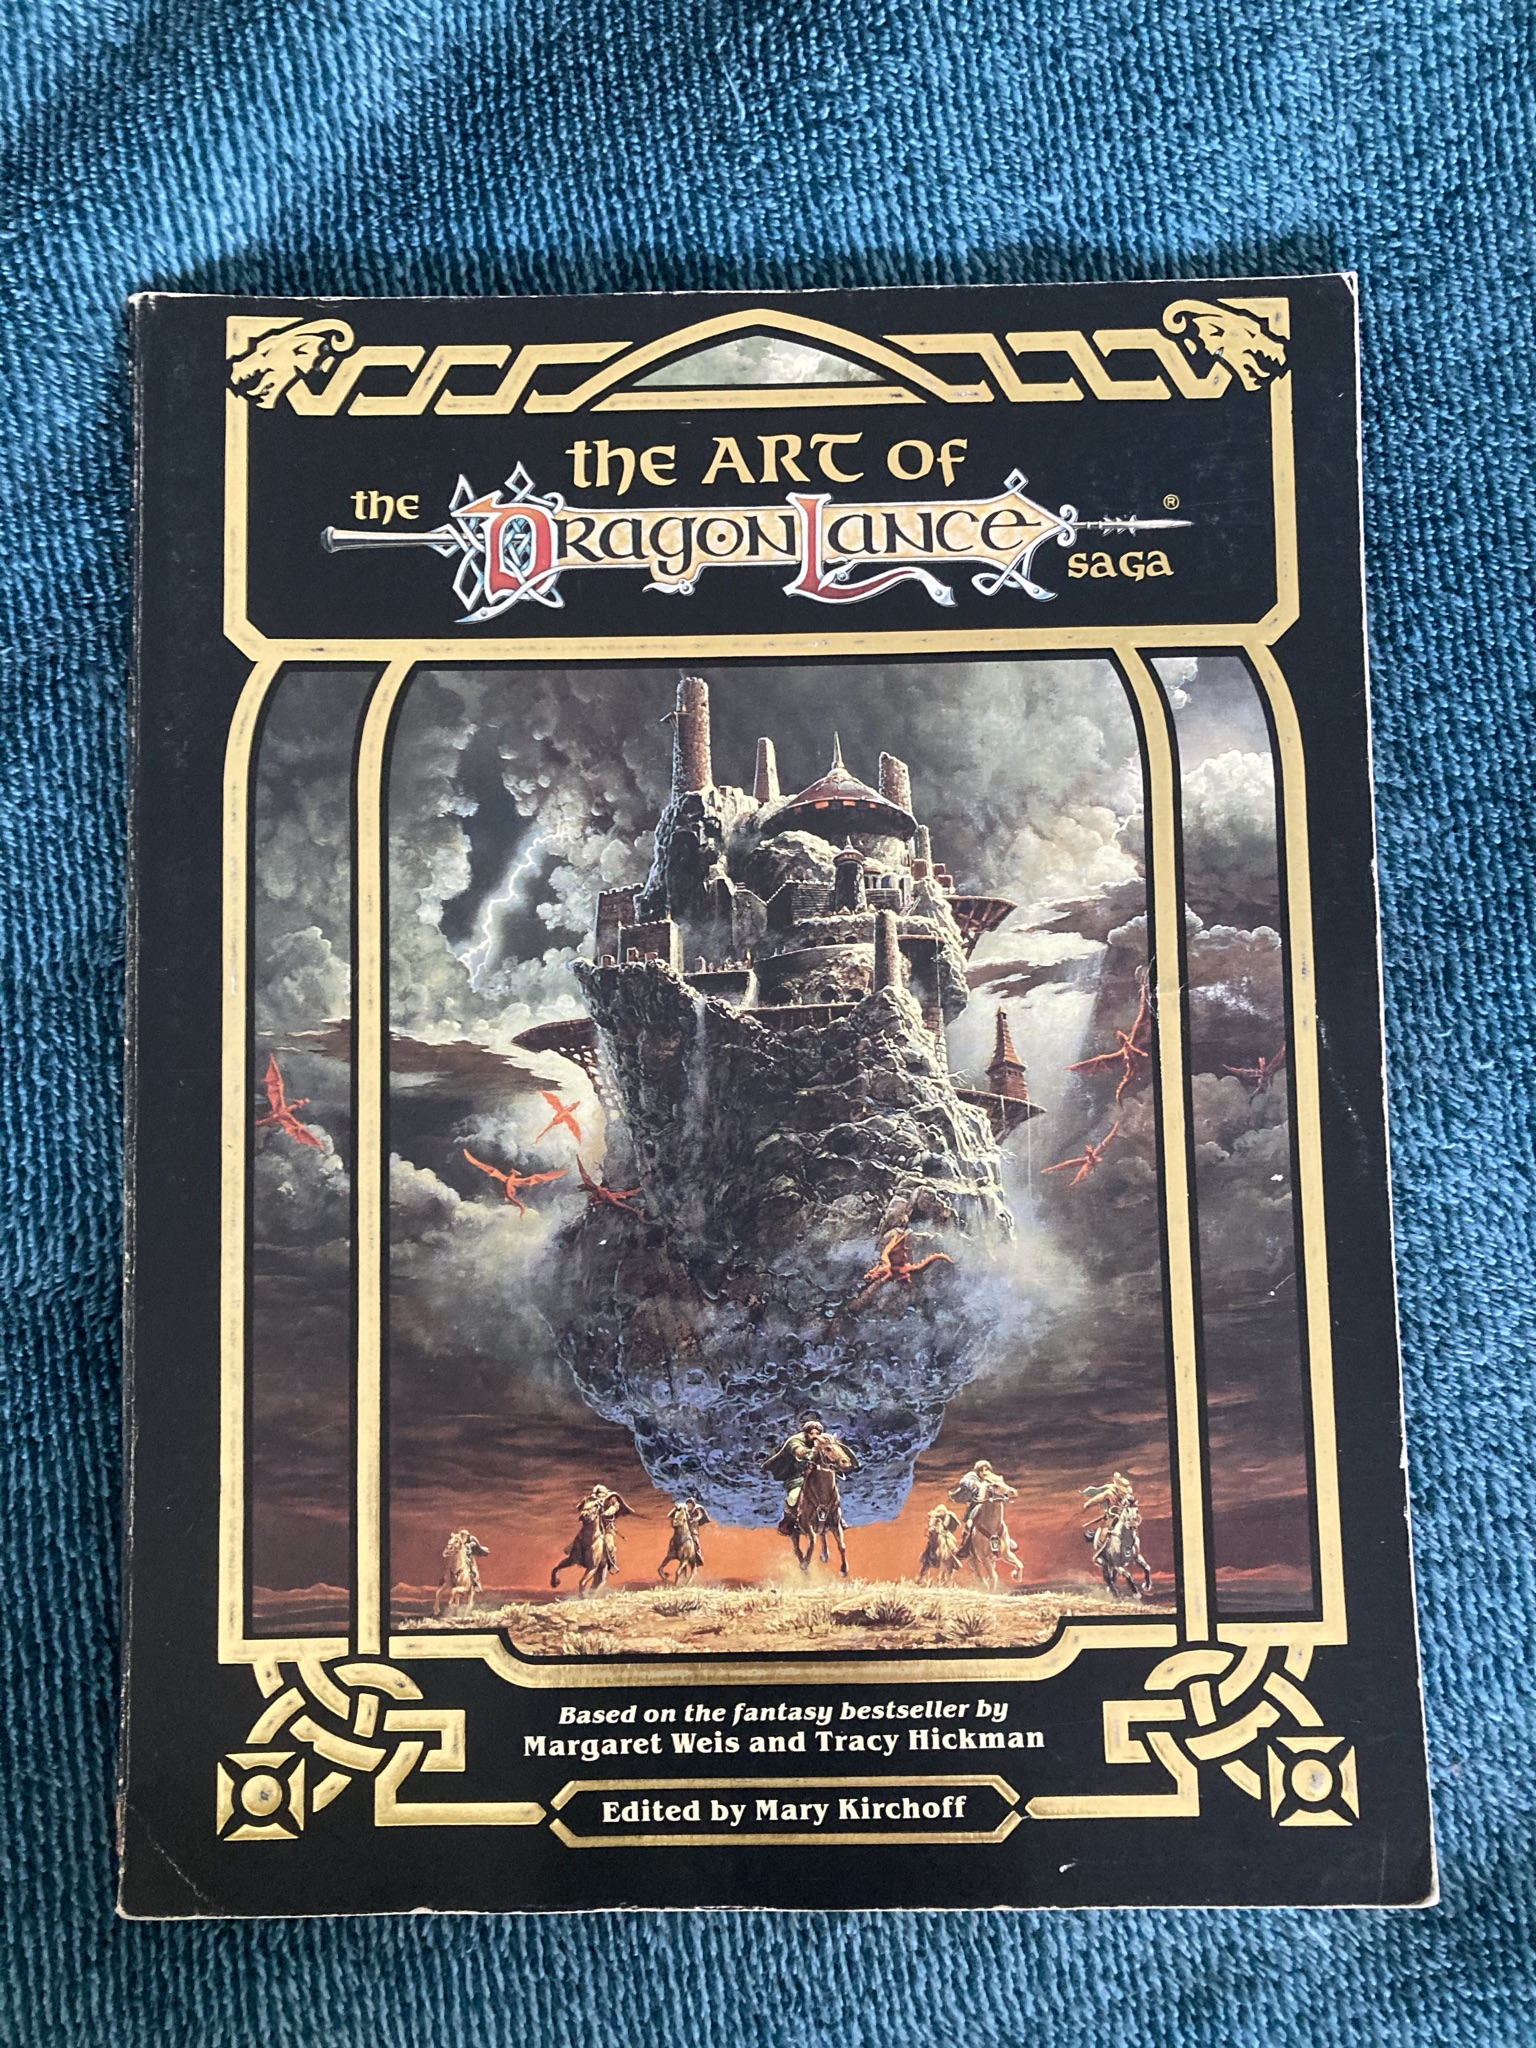 the ART of
the DRAGONLANCE ®
saga
Based on the fantasy bestseller by
Margaret Weis and Tracy Hickman
Edited by Mary Kirchoff